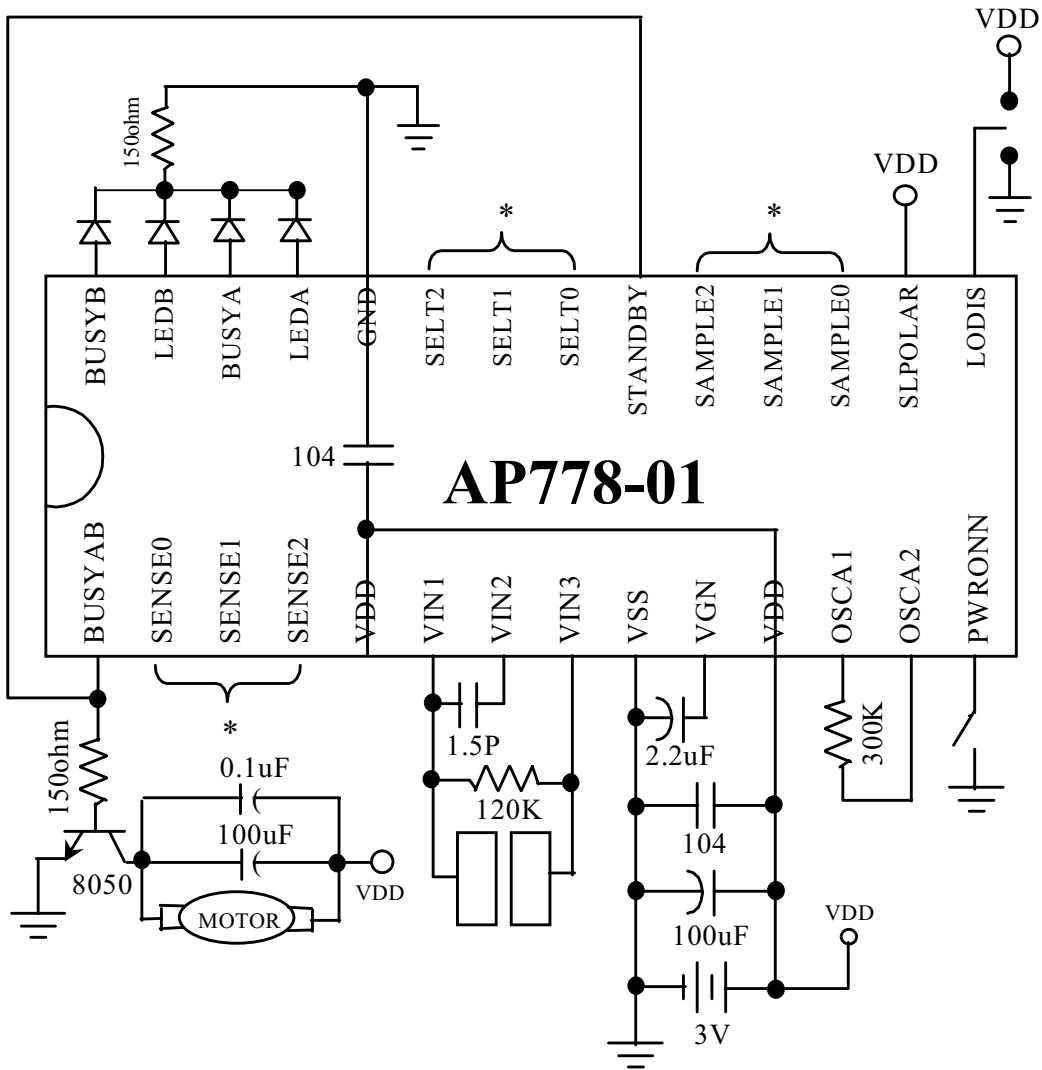 VDD
150ohm
VDD
*
*
BUSYB
LEDB
BUSYA
LEDA
GND
SELT2
SELT1
SELT0
STANDBY
SAMPLE2
SAMPLE1
SAMPLE0
SLPOLAR
LODIS
104
AP778-01
BUSYAB
SENSE0
SENSE1
SENSE2
VDD
VIN1
VIN2
VIN3
VSS
VGN
VDD
OSCA1
OSCA2
PWRONN
*
150ohm
0.1uF
100uF
8050
MOTOR
VDD
1.5P
120K
2.2uF
104
100uF
3V
VDD
300K